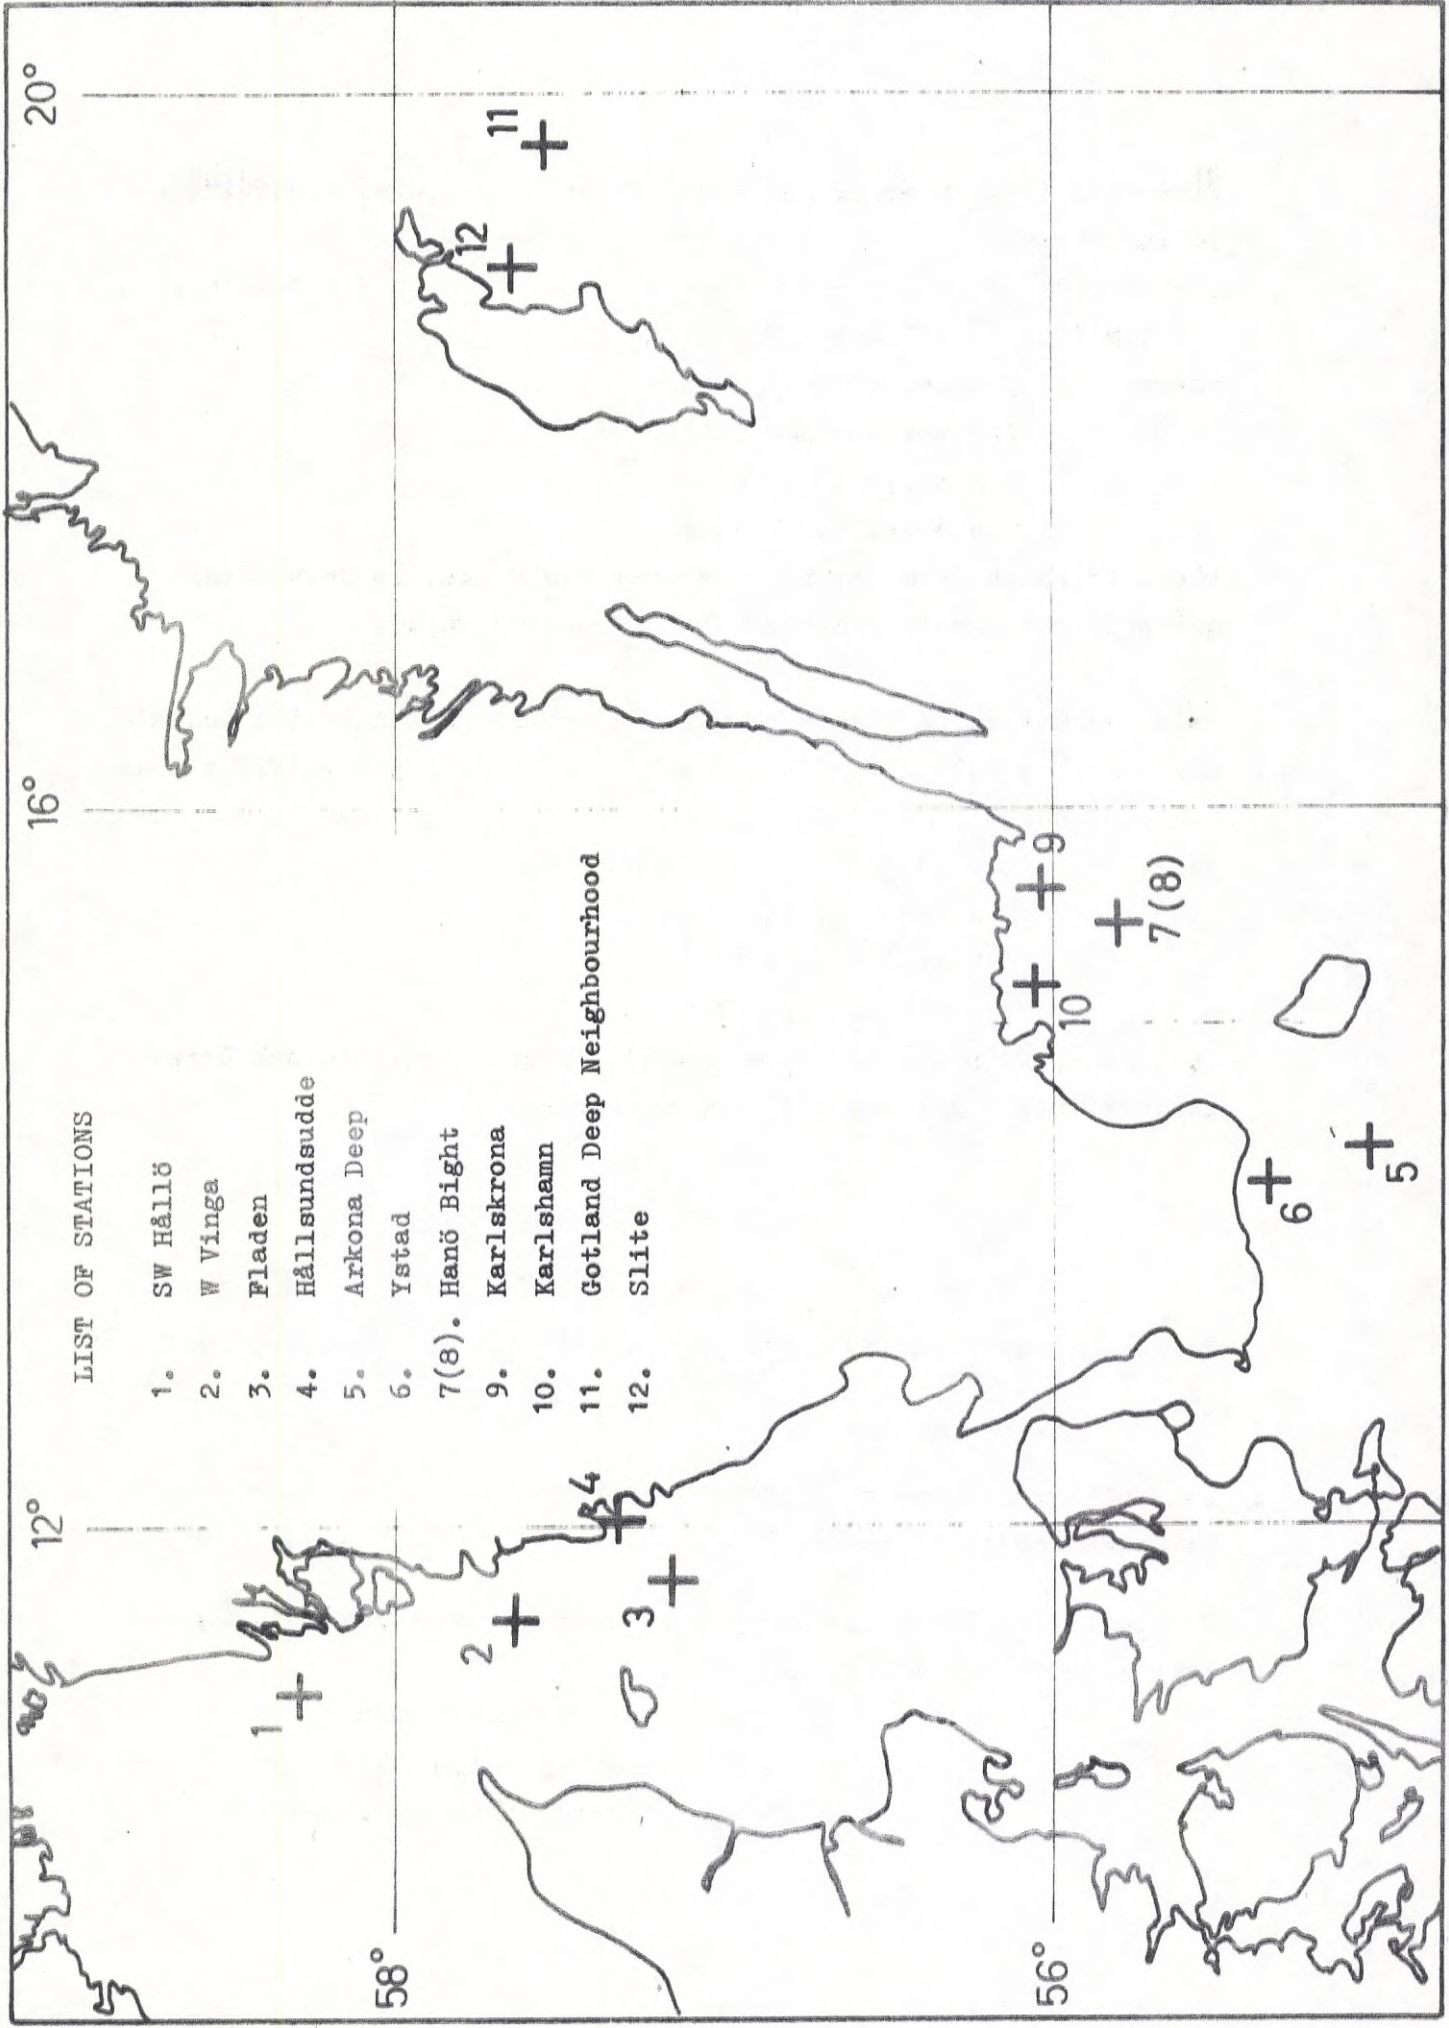 LIST OF STATIONS
1. SW Hållö
2. W Vinga
3. Fladen
4. Hållsundsudde
5. Arkona Deep
6. Ystad
7(8). Hanö Bight
9. Karlskrona
10. Karlshamn
11. Gotland Deep Neighbourhood
12. Slite
12°
16°
20°
58°
56°
1
2
3
4
5
6
7(8)
9
10
11
12